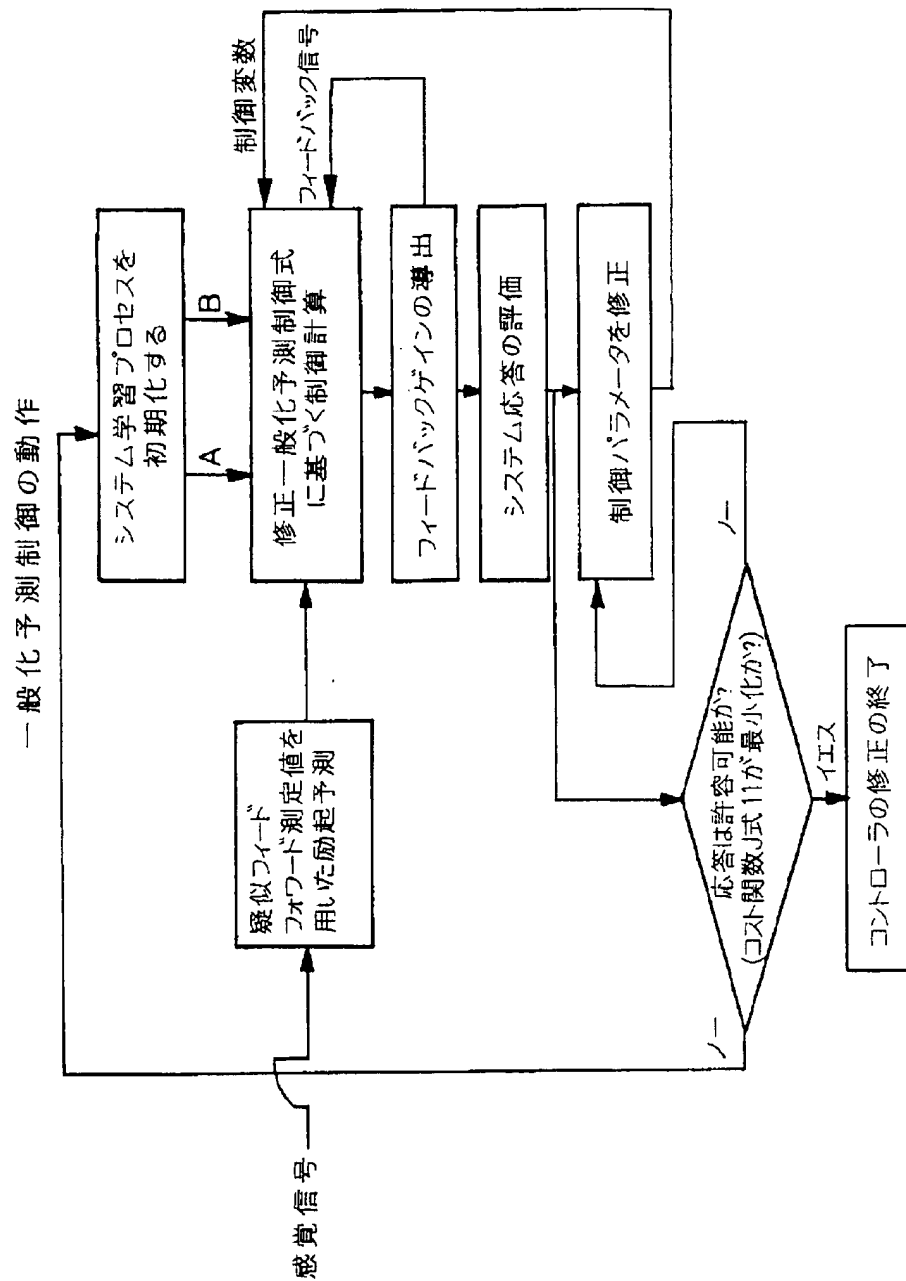 一般化予測制御の動作
システム学習プロセスを
初期化する
A
B
制御変数
フィードバック信号
修正一般化予測制御式
に基づく制御計算
疑似フィード
フォワード測定値を
用いた励起予測
感覚信号
フィードバックゲインの導出
システム応答の評価
制御パラメータを修正
ノー
ノー
応答は許容可能か?
(コスト関数J式11が最小化か?)
イエス
コントローラの修正の終了